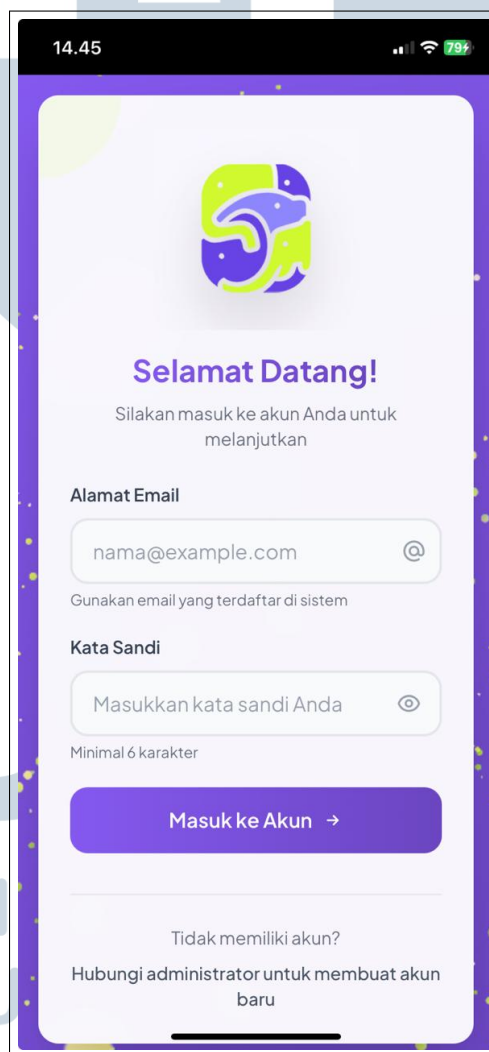 14.45
79
Selamat Datang!
Silakan masuk ke akun Anda untuk
melanjutkan
Alamat Email
nama@example.com
Gunakan email yang terdaftar di sistem
Kata Sandi
Masukkan kata sandi Anda
Minimal 6 karakter
Masuk ke Akun →
Tidak memiliki akun?
Hubungi administrator untuk membuat akun
baru